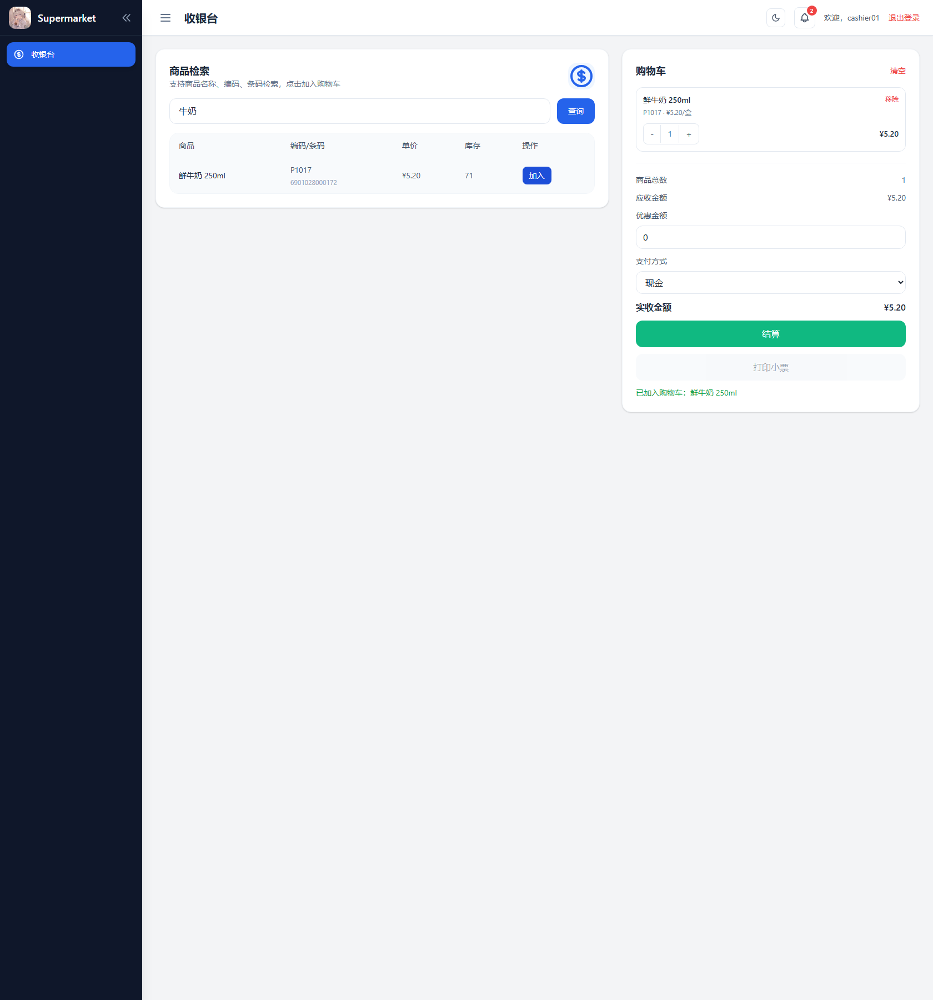 Supermarket
收银台
收银台
2
欢迎，cashier01
退出登录
商品检索
支持商品名称、编码、条码检索，点击加入购物车
牛奶
查询
商品 编码/条码 单价 库存 操作
鲜牛奶 250ml P1017 ¥5.20 71 加入
6901028000172
购物车
清空
鲜牛奶 250ml
移除
P1017 · ¥5.20/盒
- 1 +
¥5.20
商品总数 1
应收金额 ¥5.20
优惠金额
0
支付方式
现金
实收金额 ¥5.20
结算
打印小票
已加入购物车：鲜牛奶 250ml